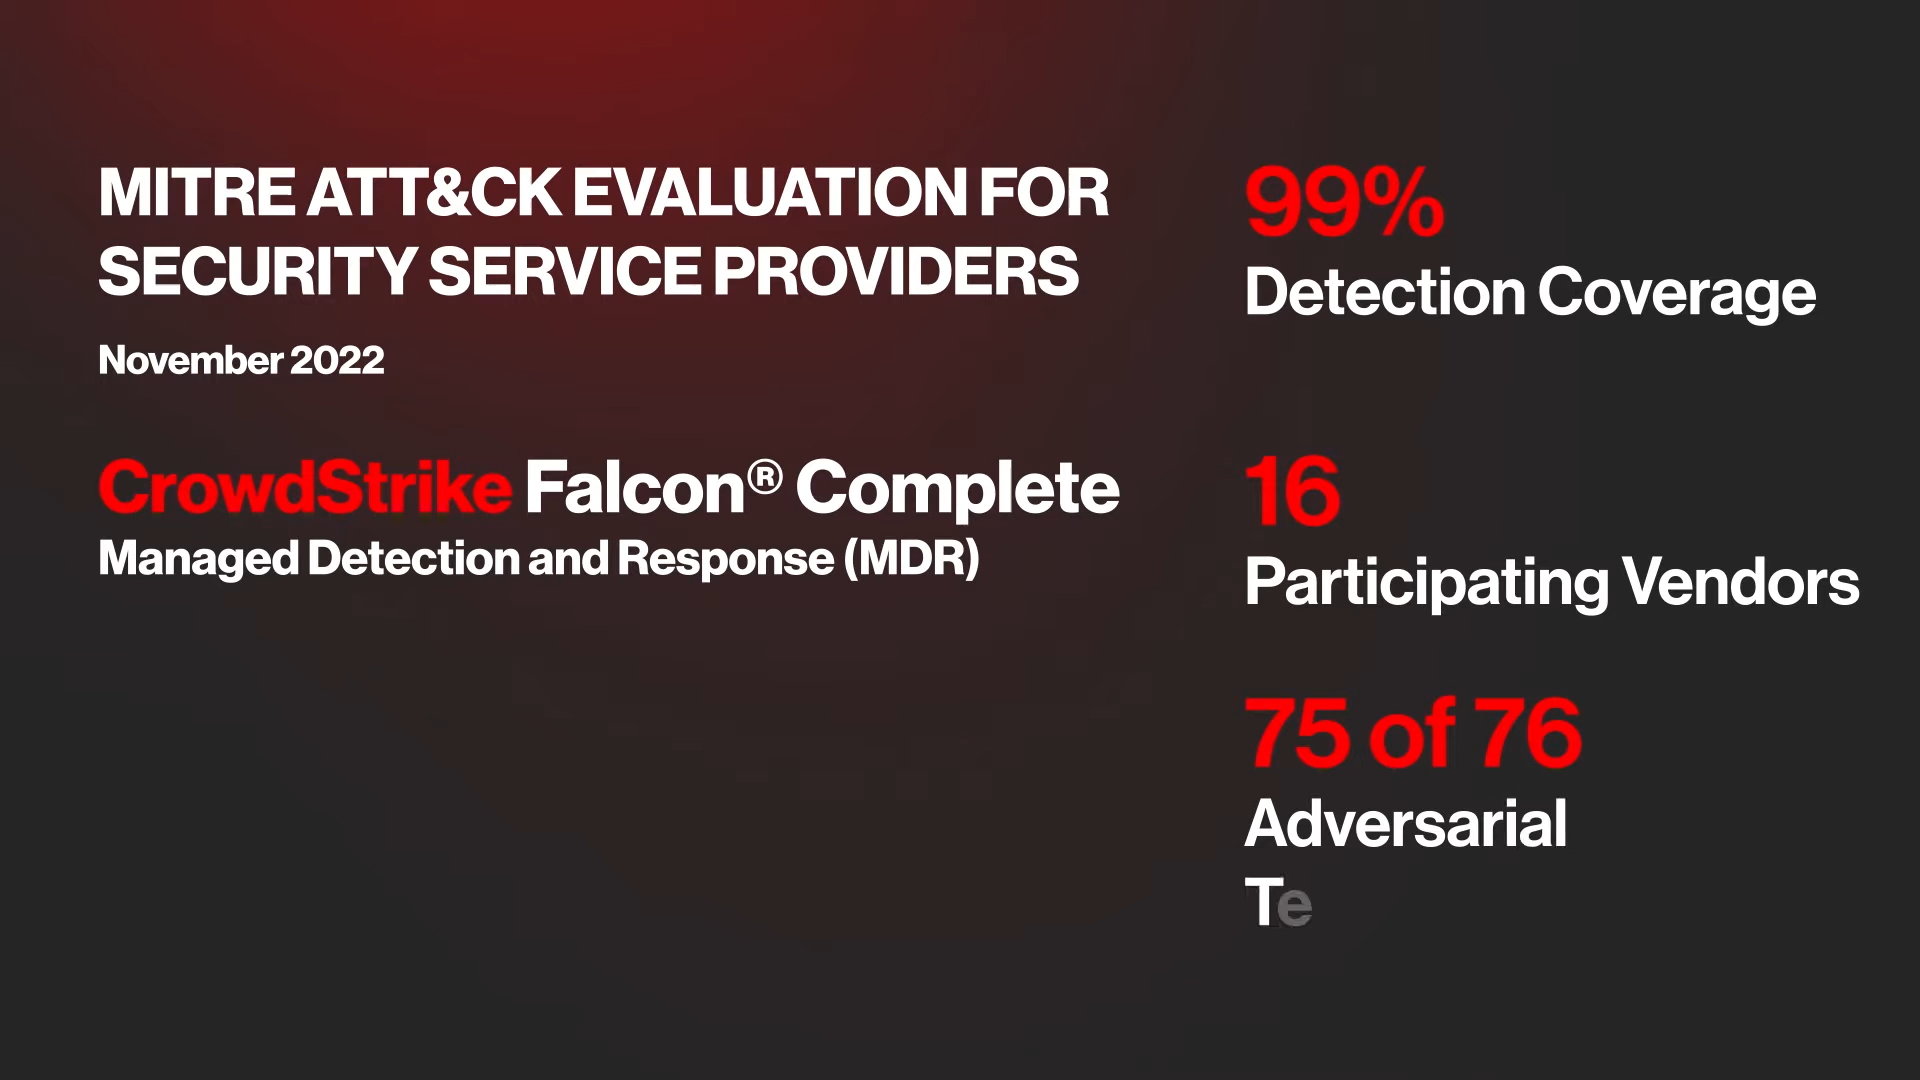 MITRE ATT&CK EVALUATION FOR
SECURITY SERVICE PROVIDERS
November 2022
CrowdStrike Falcon® Complete
Managed Detection and Response (MDR)
99%
Detection Coverage
16
Participating Vendors
75 of 76
Adversarial
Te